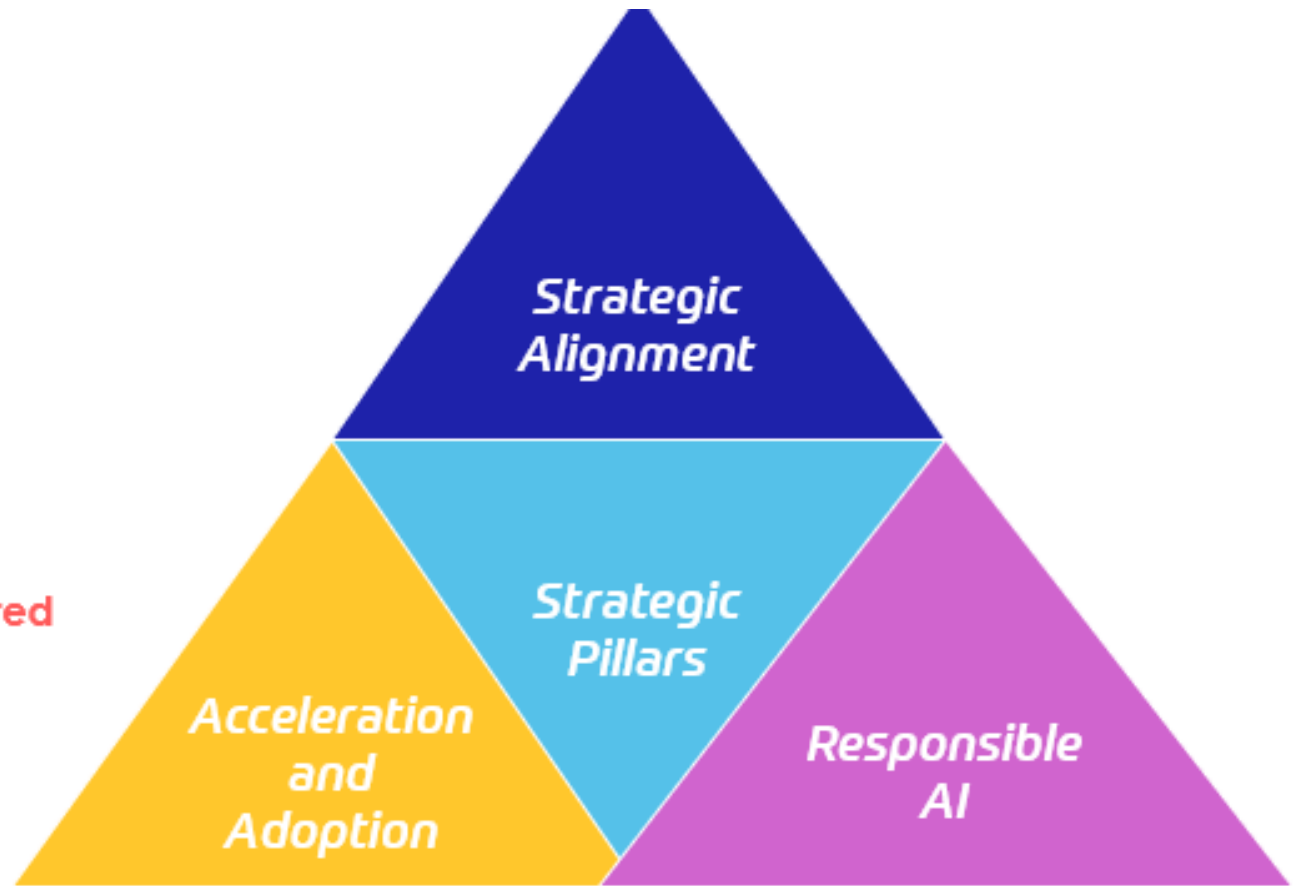 Strategic
Alignment
Strategic
Pillars
Acceleration
and
Adoption
Responsible
AI